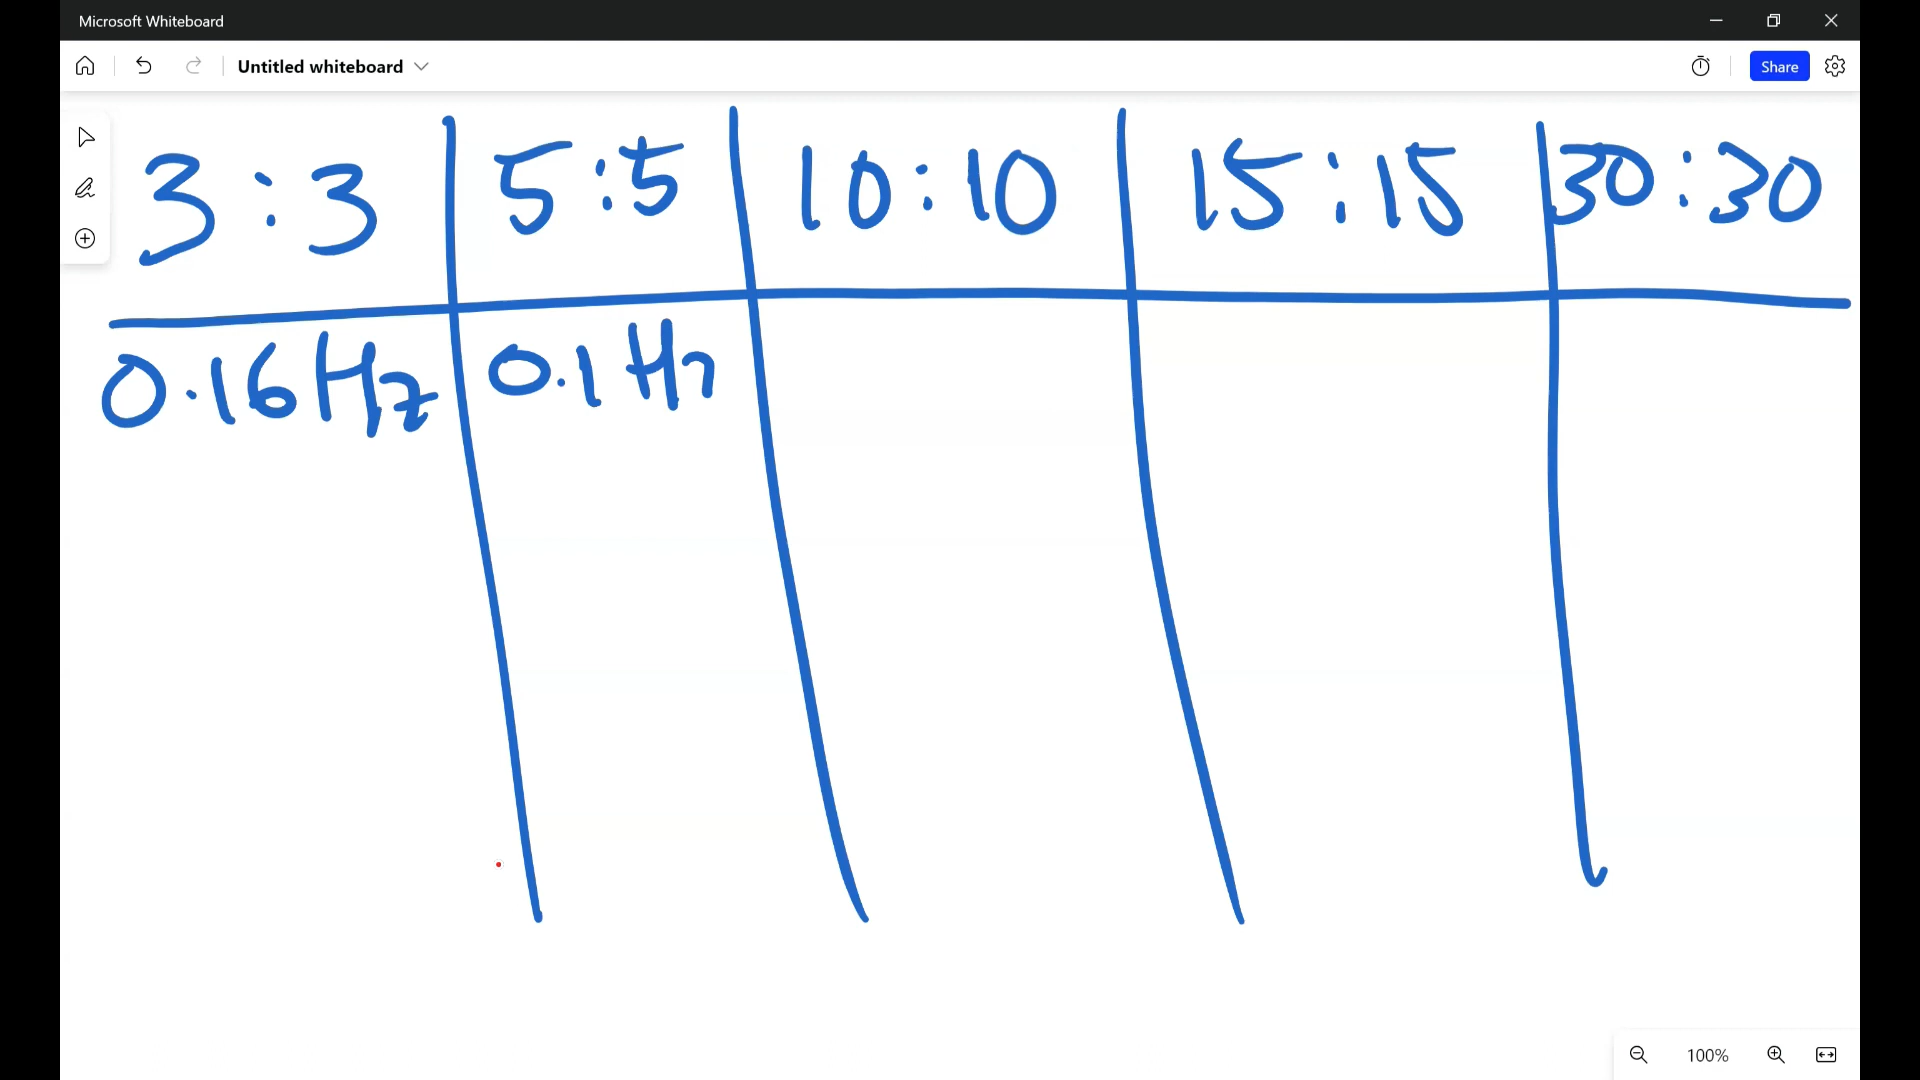 Microsoft Whiteboard
Untitled whiteboard
Share
3:3 5:5 10:10 15:15 30:30
0.16Hz 0.1 H
100%